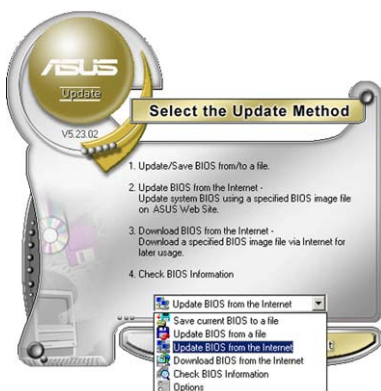 ASUS
Update
V5.23.02
Select the Update Method
1. Update/Save BIOS from/to a file.
2. Update BIOS from the Internet -
Update system BIOS using a specified BIOS image file
on ASUS Web Site.
3. Download BIOS from the Internet -
Download a specified BIOS image file via Internet for
later usage.
4. Check BIOS Information
Update BIOS from the Internet
Save current BIOS to a file
Update BIOS from a file
Update BIOS from the Internet
Download BIOS from the Internet
Check BIOS Information
Options